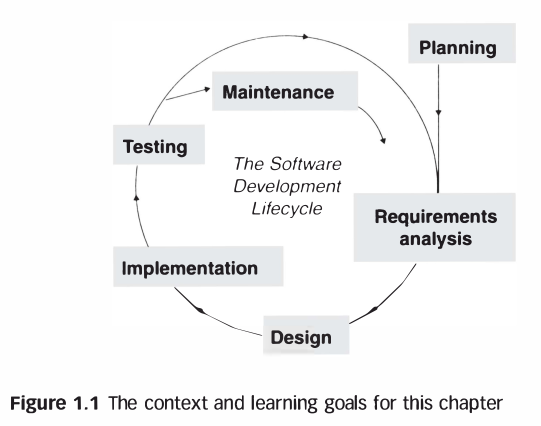 Planning
Maintenance
Testing
The Software
Development
Lifecycle
Requirements
analysis
Implementation
Design
Figure 1.1 The context and learning goals for this chapter